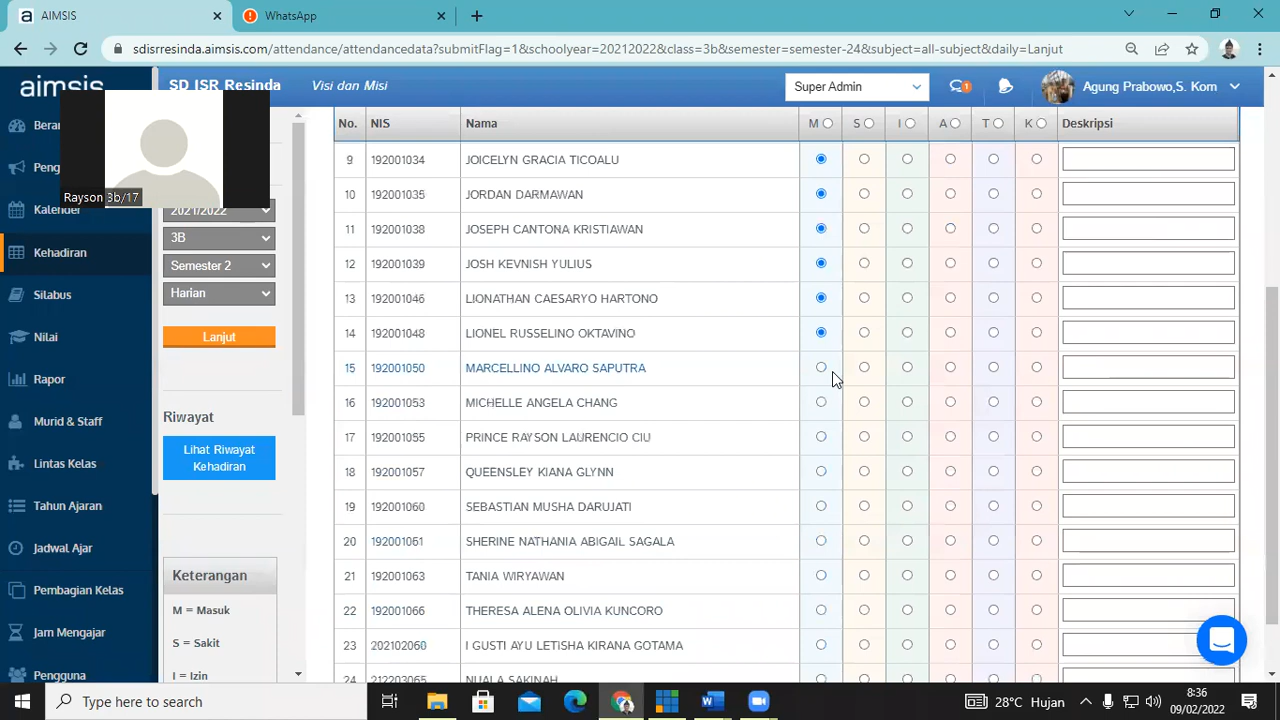 AIMSIS
WhatsApp
sdisrresinda.aimsis.com/attendance/attendancedata?submitFlag=1&schoolyear=20212022&class=3b&semester=semester-24&subject=all-subject&daily=Lanjut
aimsis
SD ISR Resinda
Visi dan Misi
Super Admin
1
Agung Prabowo,S. Kom
Rayson 3b/17
Kalender
Kehadiran
Silabus
Nilai
Rapor
Murid & Staff
Lintas Kelas
Tahun Ajaran
Jadwal Ajar
Pembagian Kelas
Jam Mengajar
Pengguna
2021/2022
3B
Semester 2
Harian
Lanjut
Riwayat
Lihat Riwayat
Kehadiran
Keterangan
M = Masuk
S = Sakit
I = Izin
No. NIS Nama M S I A T K Deskripsi
9 192001034 JOICELYN GRACIA TICOALU
10 192001035 JORDAN DARMAWAN
11 192001038 JOSEPH CANTONA KRISTIAWAN
12 192001039 JOSH KEVNISH YULIUS
13 192001046 LIONATHAN CAESARYO HARTONO
14 192001048 LIONEL RUSSELINO OKTAVINO
15 192001050 MARCELLINO ALVARO SAPUTRA
16 192001053 MICHELLE ANGELA CHANG
17 192001055 PRINCE RAYSON LAURENCIO CIU
18 192001057 QUEENSLEY KIANA GLYNN
19 192001060 SEBASTIAN MUSHA DARUJATI
20 192001061 SHERINE NATHANIA ABIGAIL SAGALA
21 192001063 TANIA WIRYAWAN
22 192001066 THERESA ALENA OLIVIA KUNCORO
23 202102068 I GUSTI AYU LETISHA KIRANA GOTAMA
24 212203065 NUALA SAKINAH
Type here to search
28°C Hujan
8:36
09/02/2022